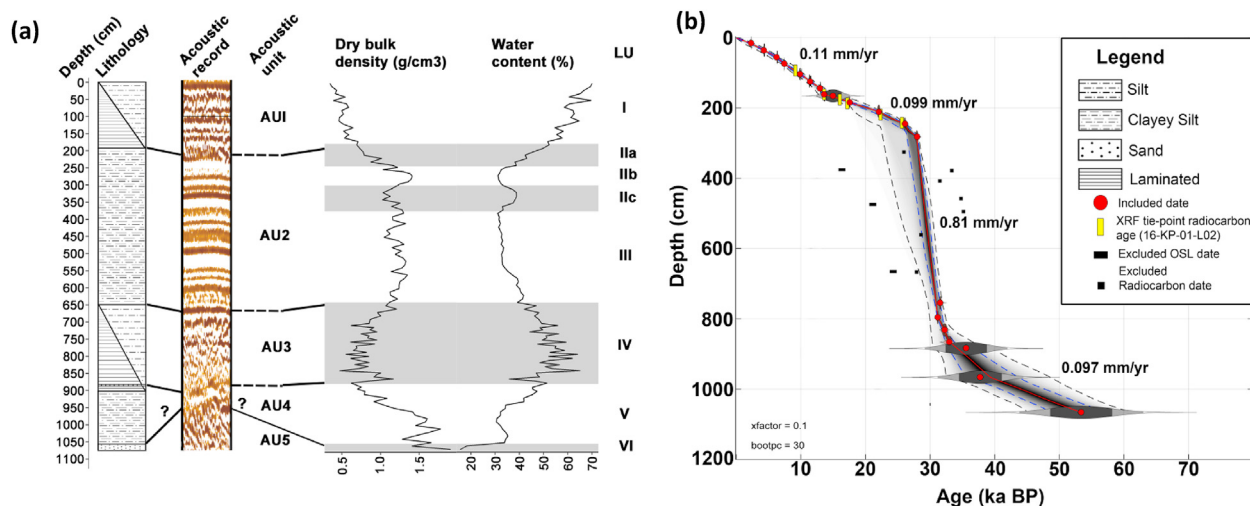 (a)
Depth (cm)
Lithology
Acoustic record
Acoustic unit
Dry bulk density (g/cm3)
Water content (%)
LU
0
50
100
150
200
250
300
350
400
450
500
550
600
650
700
750
800
850
900
950
1000
1050
1100
?
?
AUI
AU2
AU3
AU4
AU5
I
IIa
IIb
IIc
III
IV
V
VI
0.5
1.0
1.5
20
30
40
50
60
70
(b)
0
200
400
600
800
1000
1200
Depth (cm)
0.11 mm/yr
0.099 mm/yr
0.81 mm/yr
0.097 mm/yr
xfactor = 0.1
bootpc = 30
10
20
30
40
50
60
70
Age (ka BP)
Legend
Silt
Clayey Silt
Sand
Laminated
Included date
XRF tie-point radiocarbon
age (16-KP-01-L02)
Excluded OSL date
Excluded
Radiocarbon date